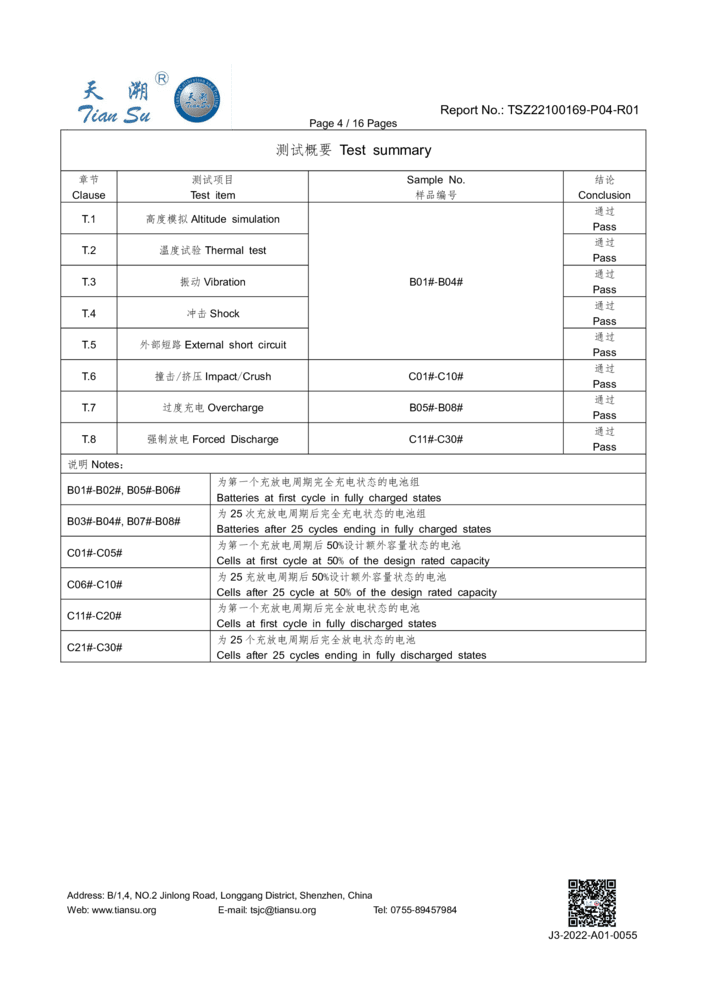 天 溯 ®
Tian Su
天溯
Report No.: TSZ22100169-P04-R01
Page 4 / 16 Pages
测试概要 Test summary
章节 测试项目 Sample No. 结论
Clause Test item 样品编号 Conclusion
T.1 高度模拟 Altitude simulation 通过
Pass
T.2 温度试验 Thermal test 通过
Pass
T.3 振动 Vibration B01#-B04# 通过
Pass
T.4 冲击 Shock 通过
Pass
T.5 外部短路 External short circuit 通过
Pass
T.6 撞击/挤压 Impact/Crush C01#-C10# 通过
Pass
T.7 过度充电 Overcharge B05#-B08# 通过
Pass
T.8 强制放电 Forced Discharge C11#-C30# 通过
Pass
说明 Notes:
B01#-B02#, B05#-B06# 为第一个充放电周期完全充电状态的电池组
Batteries at first cycle in fully charged states
B03#-B04#, B07#-B08# 为 25 次充放电周期后完全充电状态的电池组
Batteries after 25 cycles ending in fully charged states
C01#-C05# 为第一个充放电周期后 50%设计额外容量状态的电池
Cells at first cycle at 50% of the design rated capacity
C06#-C10# 为 25 充放电周期后 50%设计额外容量状态的电池
Cells after 25 cycle at 50% of the design rated capacity
C11#-C20# 为第一个充放电周期后完全放电状态的电池
Cells at first cycle in fully discharged states
C21#-C30# 为 25 个充放电周期后完全放电状态的电池
Cells after 25 cycles ending in fully discharged states
Address: B/1,4, NO.2 Jinlong Road, Longgang District, Shenzhen, China
Web: www.tiansu.org E-mail: tsjc@tiansu.org Tel: 0755-89457984
J3-2022-A01-0055